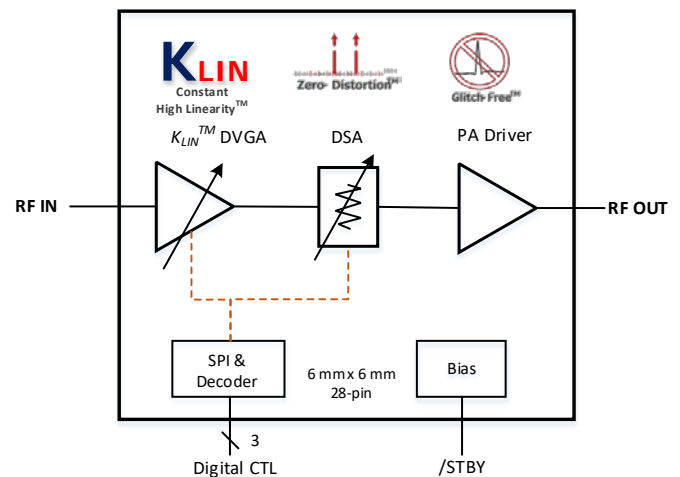 KLIN
Constant
High Linearity™
Zero-Distortion™
Glitch-Free™
KLIN™ DVGA
DSA
PA Driver
RF IN
RF OUT
SPI &
Decoder
6 mm x 6 mm
28-pin
Bias
3
Digital CTL
/STBY